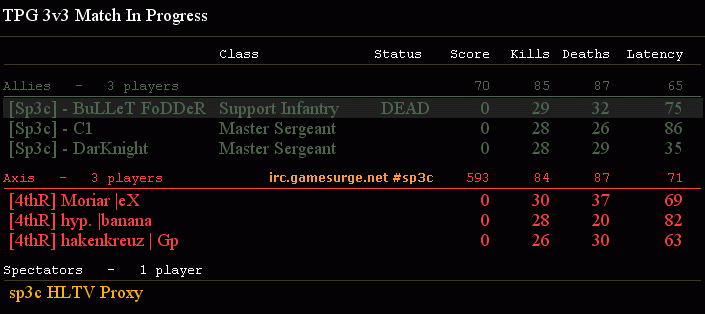 TPG 3v3 Match In Progress
Class Status Score Kills Deaths Latency
Allies - 3 players 70 85 87 65
[Sp3c] - BuLLeT FoDDeR Support Infantry DEAD 0 29 32 75
[Sp3c] - C1 Master Sergeant 0 28 26 86
[Sp3c] - DarKnight Master Sergeant 0 28 29 35
Axis - 3 players irc.gamesurge.net #sp3c 593 84 87 71
[4thR] Moriar |eX 0 30 37 69
[4thR] hyp. |banana 0 28 20 82
[4thR] hakenkreuz | Gp 0 26 30 63
Spectators - 1 player
sp3c HLTV Proxy